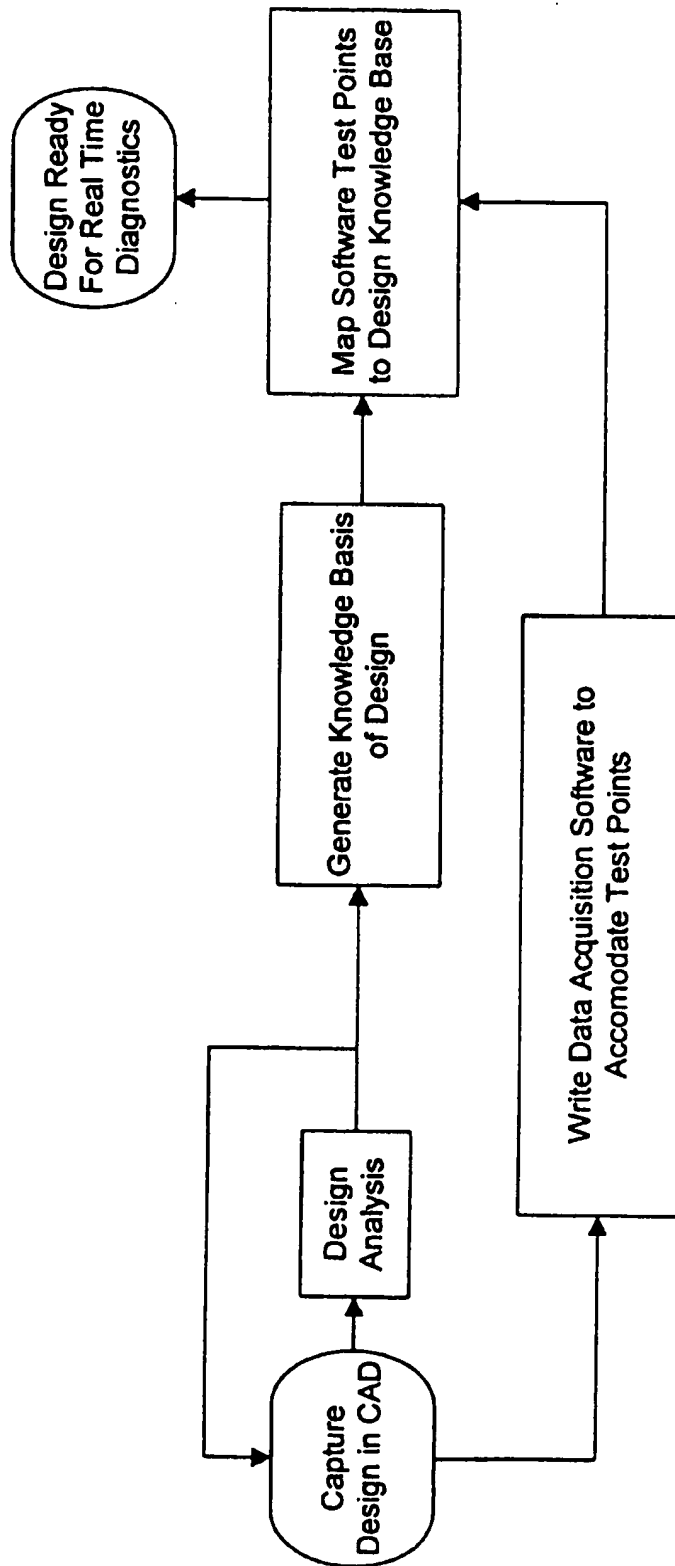 Capture
Design in CAD
Design
Analysis
Generate Knowledge Basis
of Design
Map Software Test Points
to Design Knowledge Base
Design Ready
For Real Time
Diagnostics
Write Data Acquisition Software to
Accomodate Test Points